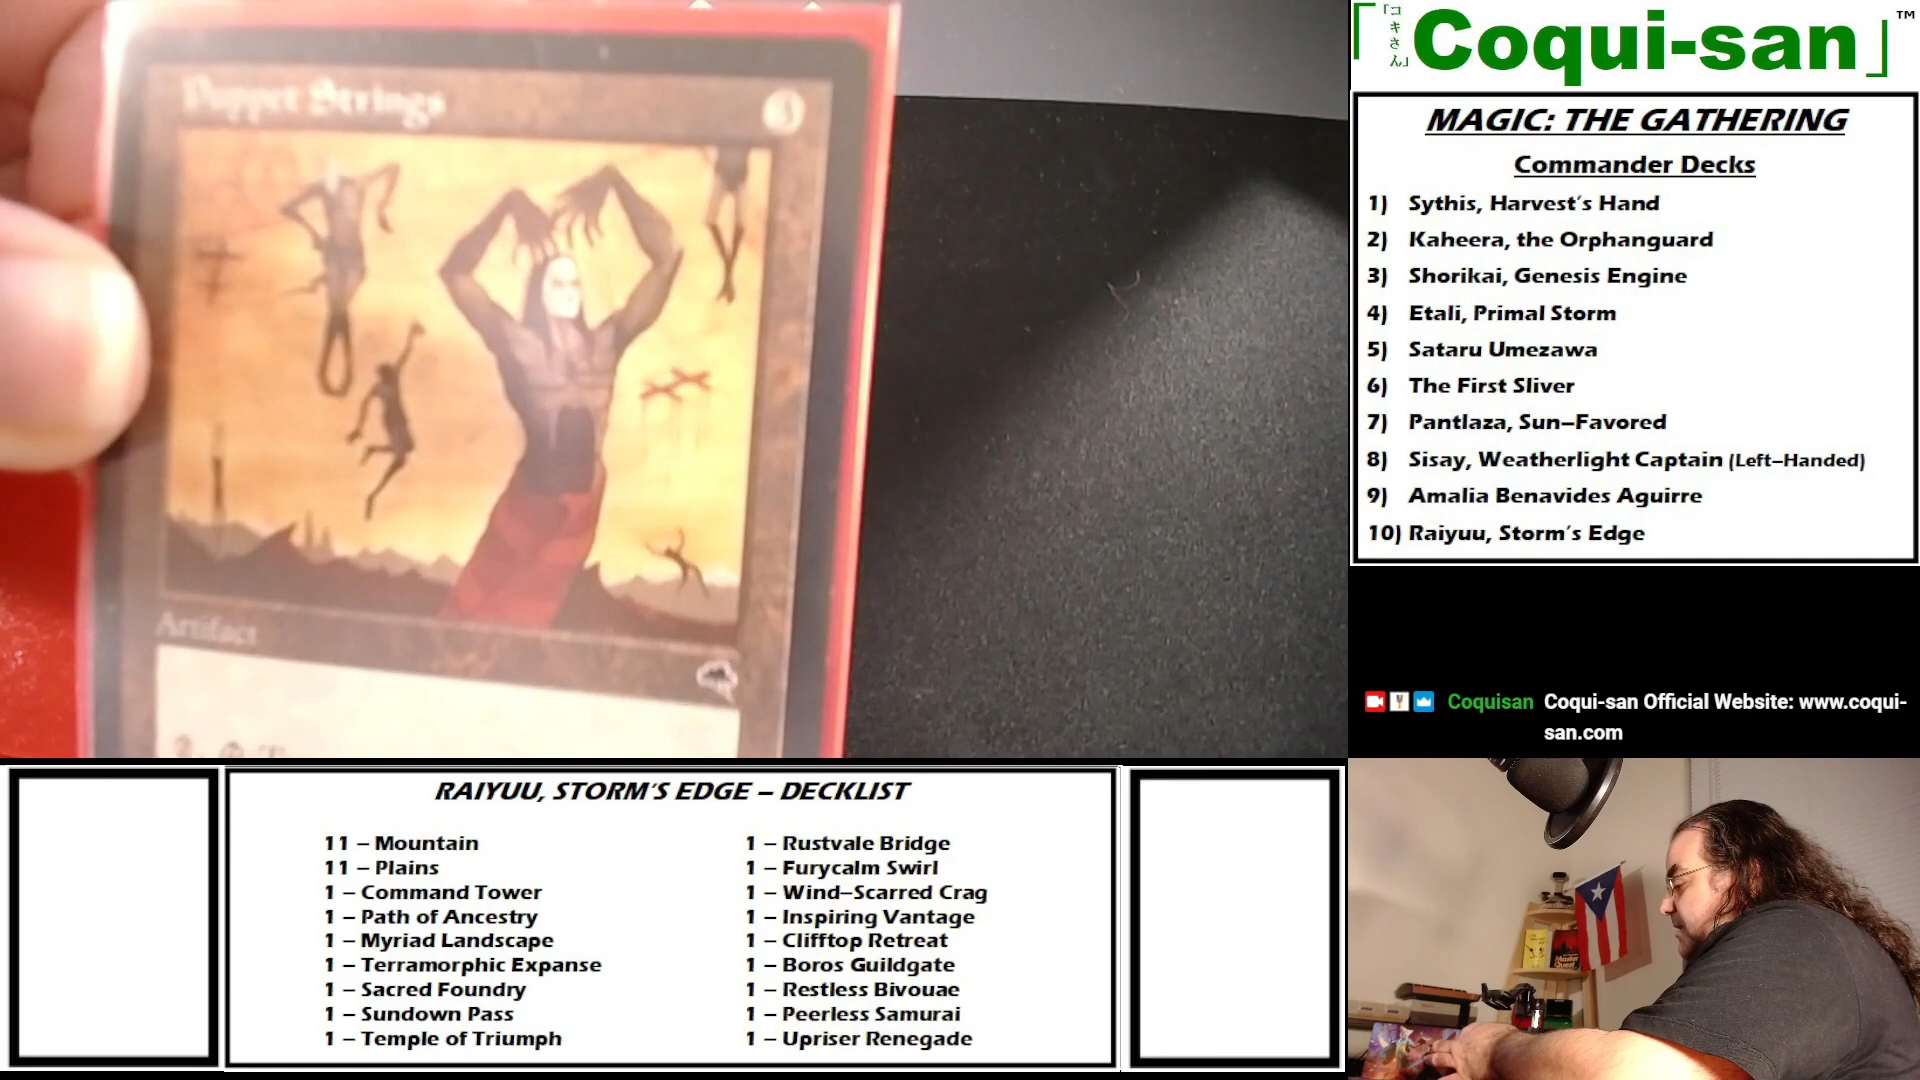 Puppet Strings
3
Artifact
「コキさん」
Coqui-san
™
MAGIC: THE GATHERING
Commander Decks
1) Sythis, Harvest's Hand
2) Kaheera, the Orphanguard
3) Shorikai, Genesis Engine
4) Etali, Primal Storm
5) Sataru Umezawa
6) The First Sliver
7) Pantlaza, Sun-Favored
8) Sisay, Weatherlight Captain (Left-Handed)
9) Amalia Benavides Aguirre
10) Raiyuu, Storm's Edge
Coquisan Coqui-san Official Website: www.coqui-
san.com
RAIYUU, STORM'S EDGE – DECKLIST
11 – Mountain
11 – Plains
1 – Command Tower
1 – Path of Ancestry
1 – Myriad Landscape
1 – Terramorphic Expanse
1 – Sacred Foundry
1 – Sundown Pass
1 – Temple of Triumph
1 – Rustvale Bridge
1 – Furycalm Swirl
1 – Wind-Scarred Crag
1 – Inspiring Vantage
1 – Clifftop Retreat
1 – Boros Guildgate
1 – Restless Bivouae
1 – Peerless Samurai
1 – Upriser Renegade
Master
Quest